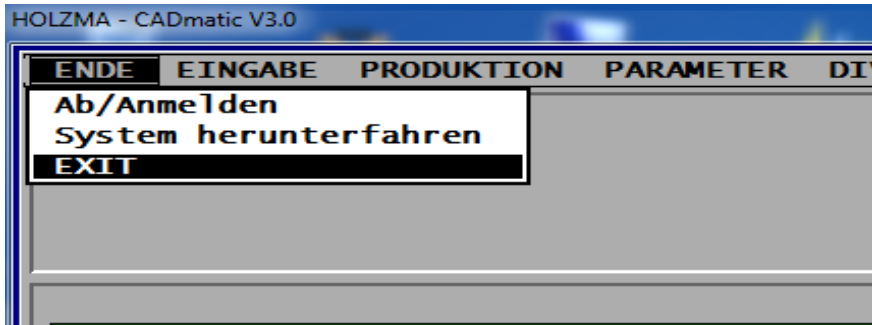 HOLZMA - CADmatic V3.0
ENDE EINGABE PRODUKTION PARAMETER
Ab/Anmelden
System herunterfahren
EXIT